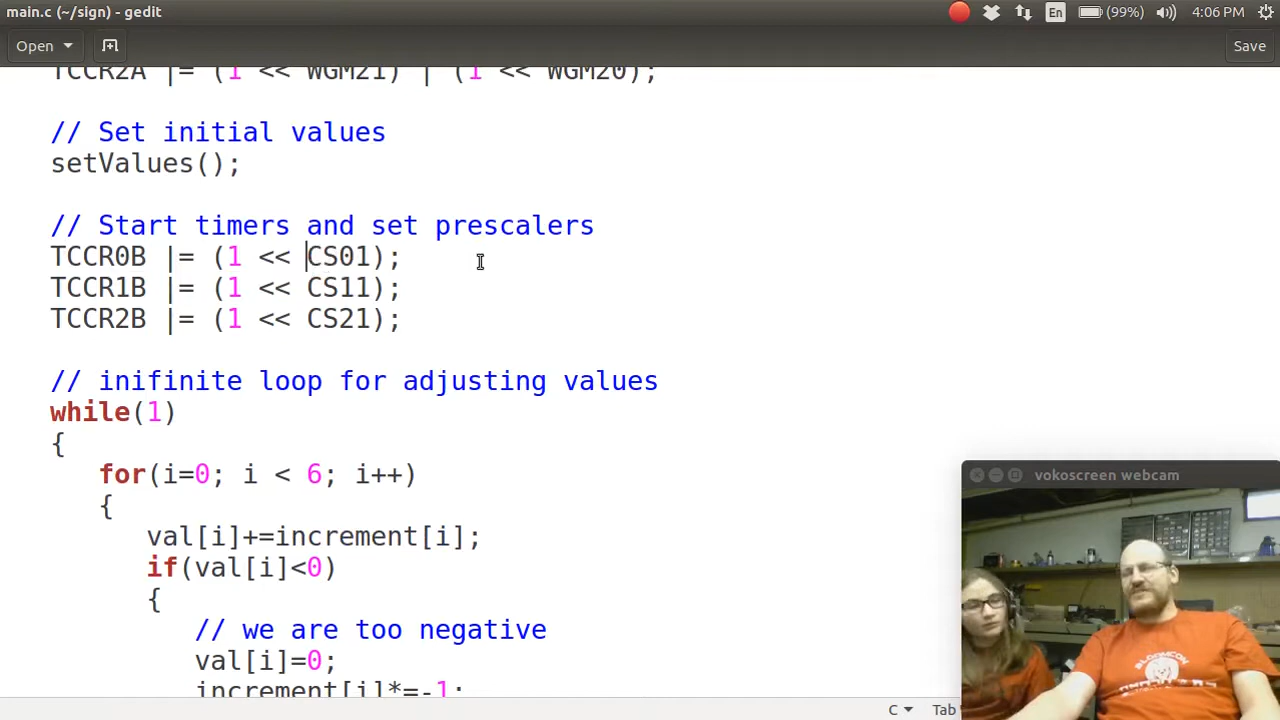 main.c (~/sign) - gedit
En (99%) 4:06 PM
Open Save
TCCR2A |= (1 << WGM21) | (1 << WGM20);
// Set initial values
setValues();
// Start timers and set prescalers
TCCR0B |= (1 << CS01);
TCCR1B |= (1 << CS11);
TCCR2B |= (1 << CS21);
// inifinite loop for adjusting values
while(1)
{
for(i=0; i < 6; i++)
{
val[i]+=increment[i];
if(val[i]<0)
{
// we are too negative
val[i]=0;
increment[i]*=-1;
vokoscreen webcam
C Tab